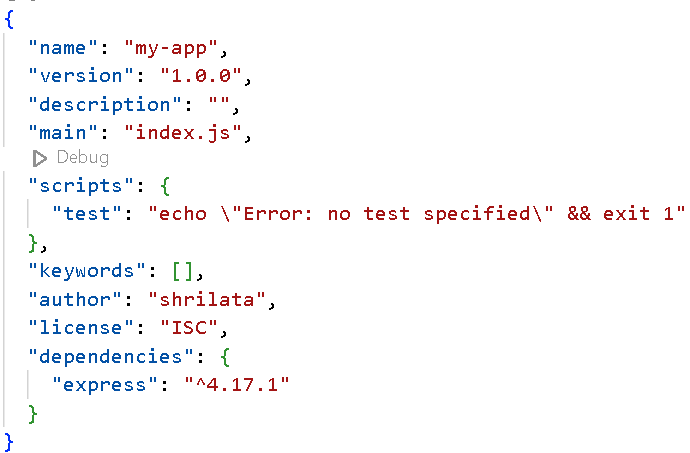 {
"name": "my-app",
"version": "1.0.0",
"description": "",
"main": "index.js",
Debug
"scripts": {
"test": "echo \"Error: no test specified\" && exit 1"
},
"keywords": [],
"author": "shrilata",
"license": "ISC",
"dependencies": {
"express": "^4.17.1"
}
}